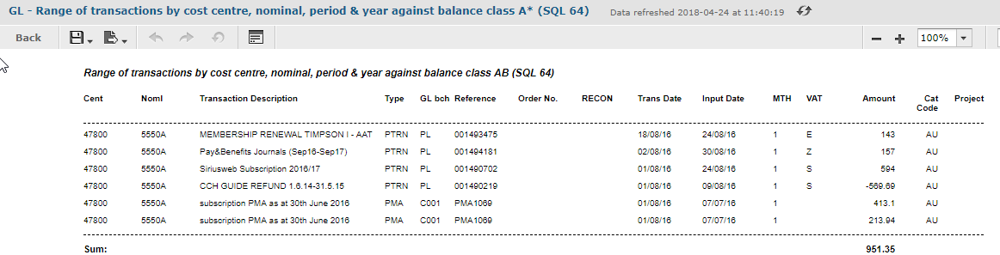 GL - Range of transactions by cost centre, nominal, period & year against balance class A* (SQL 64) Data refreshed 2018-04-24 at 11:40:19
Back 100%
Range of transactions by cost centre, nominal, period & year against balance class AB (SQL 64)
Cent Noml Transaction Description Type GL bch Reference Order No. RECON Trans Date Input Date MTH VAT Amount Cat Code Project
47800 5550A MEMBERSHIP RENEWAL TIMPSON I - AAT PTRN PL 001493475 18/08/16 24/08/16 1 E 143 AU
47800 5550A Pay&Benefits Journals (Sep16-Sep17) PTRN PL 001494181 02/08/16 30/08/16 1 Z 157 AU
47800 5550A Siriusweb Subscription 2016/17 PTRN PL 001490702 01/08/16 24/08/16 1 S 594 AU
47800 5550A CCH GUIDE REFUND 1.6.14-31.5.15 PTRN PL 001490219 01/08/16 09/08/16 1 S -569.69 AU
47800 5550A subscription PMA as at 30th June 2016 PMA C001 PMA1069 01/08/16 07/07/16 1 413.1 AU
47800 5550A subscription PMA as at 30th June 2016 PMA C001 PMA1069 01/08/16 07/07/16 1 213.94 AU
Sum: 951.35